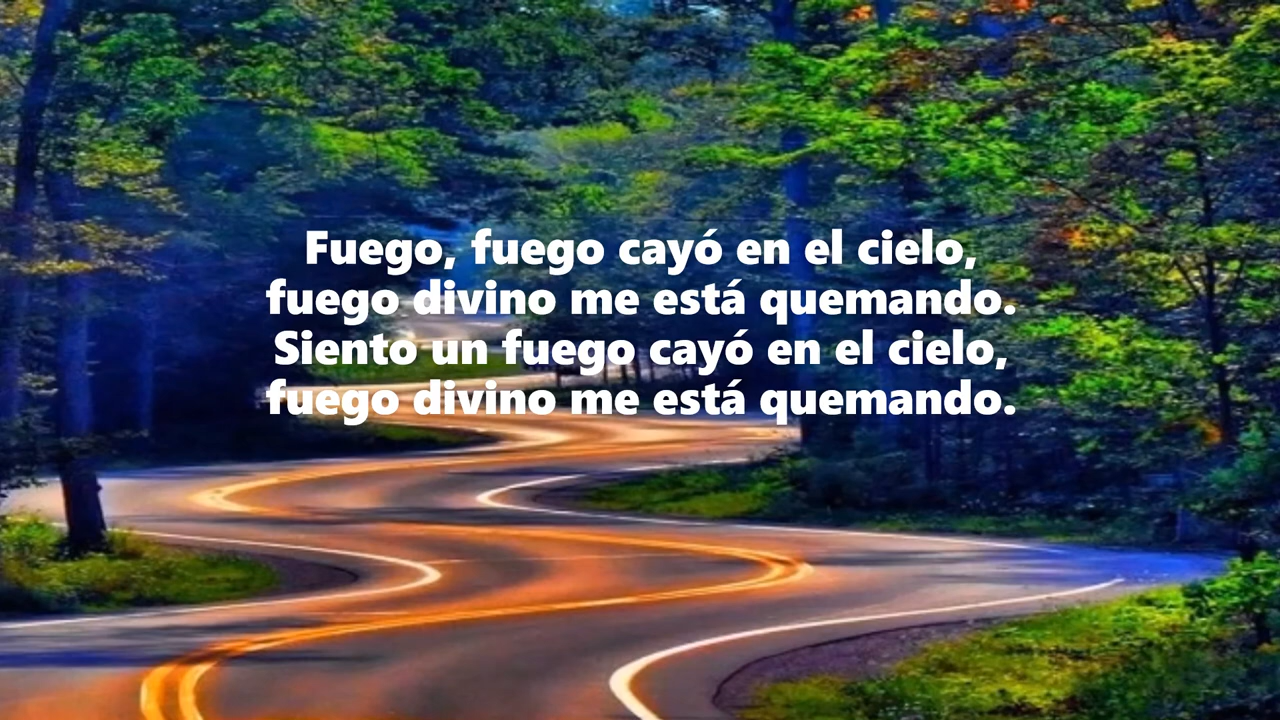 Fuego, fuego cayó en el cielo,
fuego divino me está quemando.
Siento un fuego cayó en el cielo,
fuego divino me está quemando.